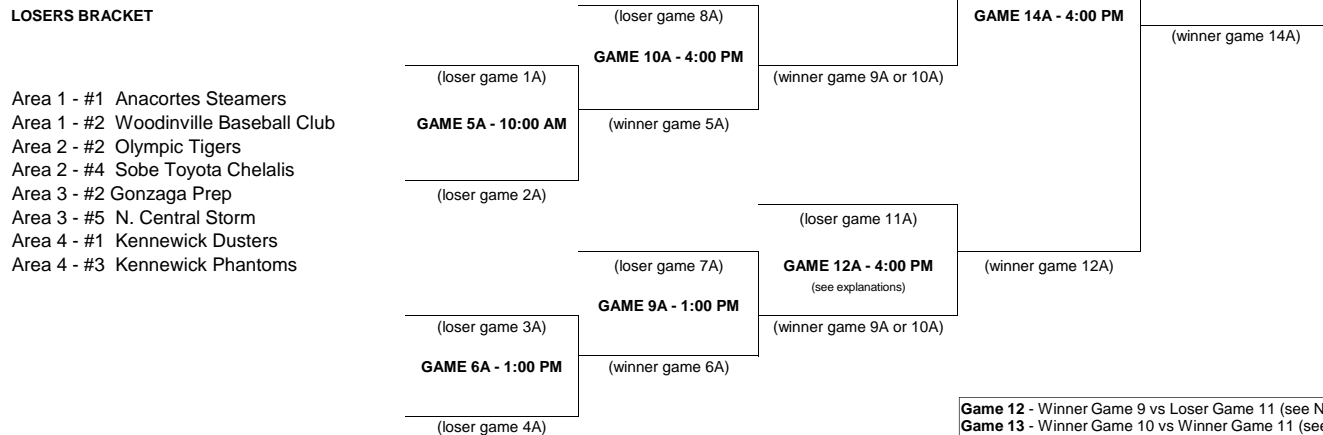 LOSERS BRACKET
(loser game 8A)
GAME 14A - 4:00 PM
(winner game 14A)
GAME 10A - 4:00 PM
(loser game 1A)
(winner game 9A or 10A)
Area 1 - #1 Anacortes Steamers
Area 1 - #2 Woodinville Baseball Club
GAME 5A - 10:00 AM
(winner game 5A)
Area 2 - #2 Olympic Tigers
Area 2 - #4 Sobe Toyota Chelalis
Area 3 - #2 Gonzaga Prep
(loser game 2A)
Area 3 - #5 N. Central Storm
(loser game 11A)
Area 4 - #1 Kennewick Dusters
Area 4 - #3 Kennewick Phantoms
(loser game 7A)
GAME 12A - 4:00 PM
(winner game 12A)
(see explanations)
GAME 9A - 1:00 PM
(loser game 3A)
(winner game 9A or 10A)
GAME 6A - 1:00 PM
(winner game 6A)
(loser game 4A)
Game 12 - Winner Game 9 vs Loser Game 11 (see N
Game 13 - Winner Game 10 vs Winner Game 11 (see